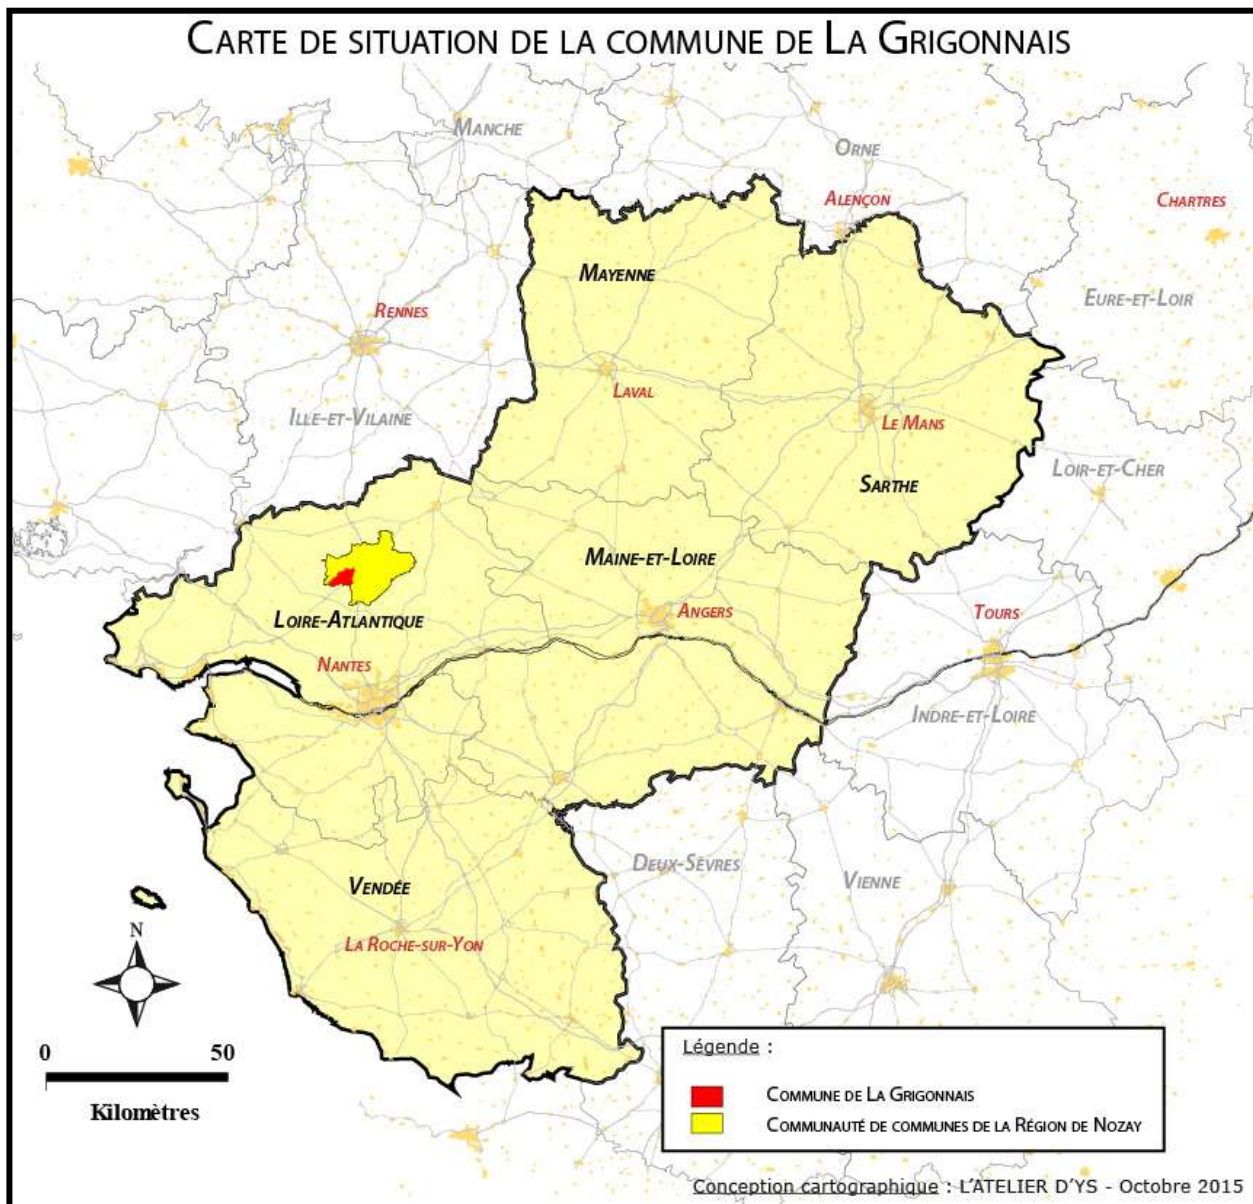 Carte de situation de la commune de La Grigonnais
Manche
Orne
Alençon
Chartres
Mayenne
Eure-et-Loir
Rennes
Laval
Ille-et-Vilaine
Le Mans
Loir-et-Cher
Sarthe
Maine-et-Loire
Angers
Tours
Loire-Atlantique
Nantes
Indre-et-Loire
Deux-Sèvres
Vienne
Vendée
La Roche-sur-Yon
N
0 50
Kilomètres
Légende :
Commune de La Grigonnais
Communauté de communes de la Région de Nozay
Conception cartographique : L'ATELIER D'YS - Octobre 2015